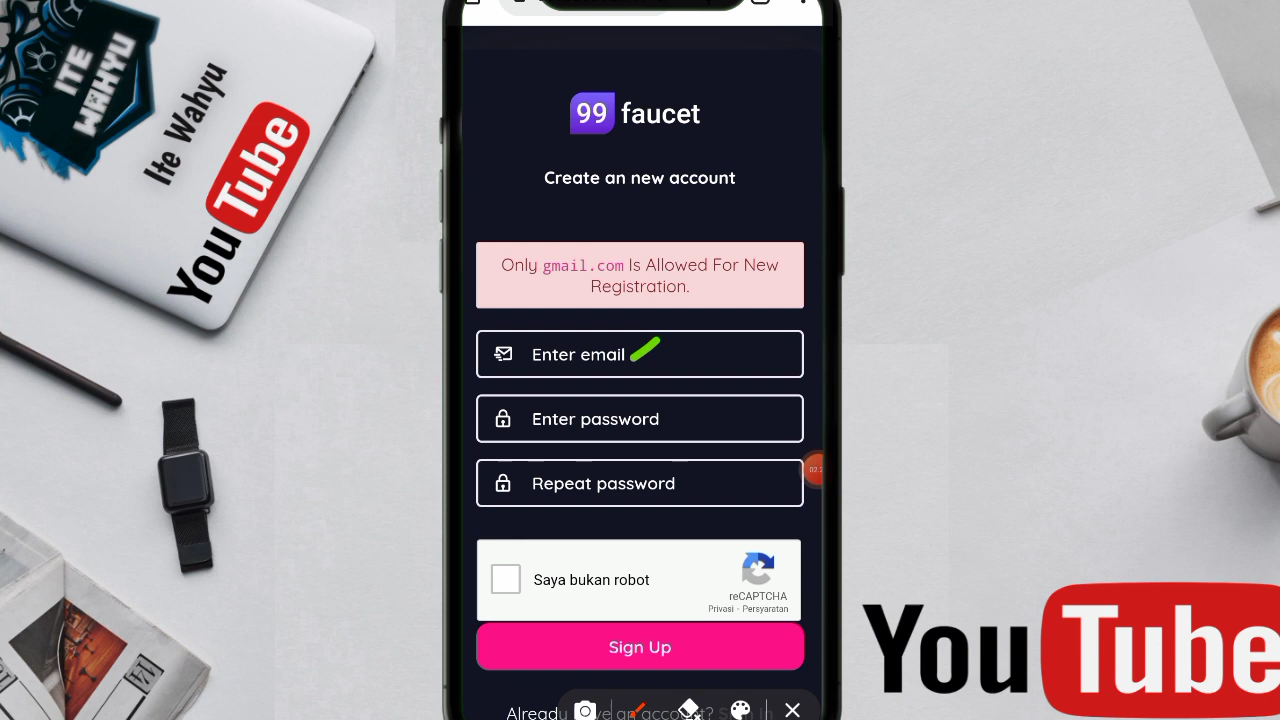 ITE
WAHYU
Ite Wahyu
YouTube
99 faucet
Create an new account
Only gmail.com Is Allowed For New
Registration.
Enter email
Enter password
Repeat password
Saya bukan robot
reCAPTCHA
Privasi - Persyaratan
Sign Up
YouTube